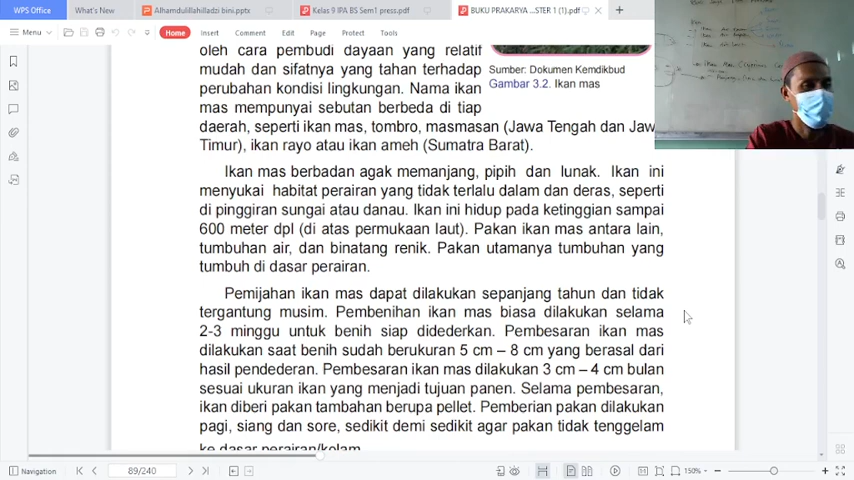 WPS Office
What's New
Alhamdulillahilladzi bini.pptx
Kelas 9 IPA BS Sem1 press.pdf
BUKU PRAKARYA ...STER 1 (1).pdf
Menu
Home
Insert
Comment
Edit
Page
Protect
Tools
oleh cara pembudi dayaan yang relatif
mudah dan sifatnya yang tahan terhadap
perubahan kondisi lingkungan. Nama ikan
mas mempunyai sebutan berbeda di tiap
Sumber: Dokumen Kemdikbud
Gambar 3.2. Ikan mas
daerah, seperti ikan mas, tombro, masmasan (Jawa Tengah dan Jaw
Timur), ikan rayo atau ikan ameh (Sumatra Barat).
Ikan mas berbadan agak memanjang, pipih dan lunak. Ikan ini
menyukai habitat perairan yang tidak terlalu dalam dan deras, seperti
di pinggiran sungai atau danau. Ikan ini hidup pada ketinggian sampai
600 meter dpl (di atas permukaan laut). Pakan ikan mas antara lain,
tumbuhan air, dan binatang renik. Pakan utamanya tumbuhan yang
tumbuh di dasar perairan.
Pemijahan ikan mas dapat dilakukan sepanjang tahun dan tidak
tergantung musim. Pembenihan ikan mas biasa dilakukan selama
2-3 minggu untuk benih siap didederkan. Pembesaran ikan mas
dilakukan saat benih sudah berukuran 5 cm – 8 cm yang berasal dari
hasil pendederan. Pembesaran ikan mas dilakukan 3 cm – 4 cm bulan
sesuai ukuran ikan yang menjadi tujuan panen. Selama pembesaran,
ikan diberi pakan tambahan berupa pellet. Pemberian pakan dilakukan
pagi, siang dan sore, sedikit demi sedikit agar pakan tidak tenggelam
ke dasar perairan/kolam
Navigation
89/240
150%